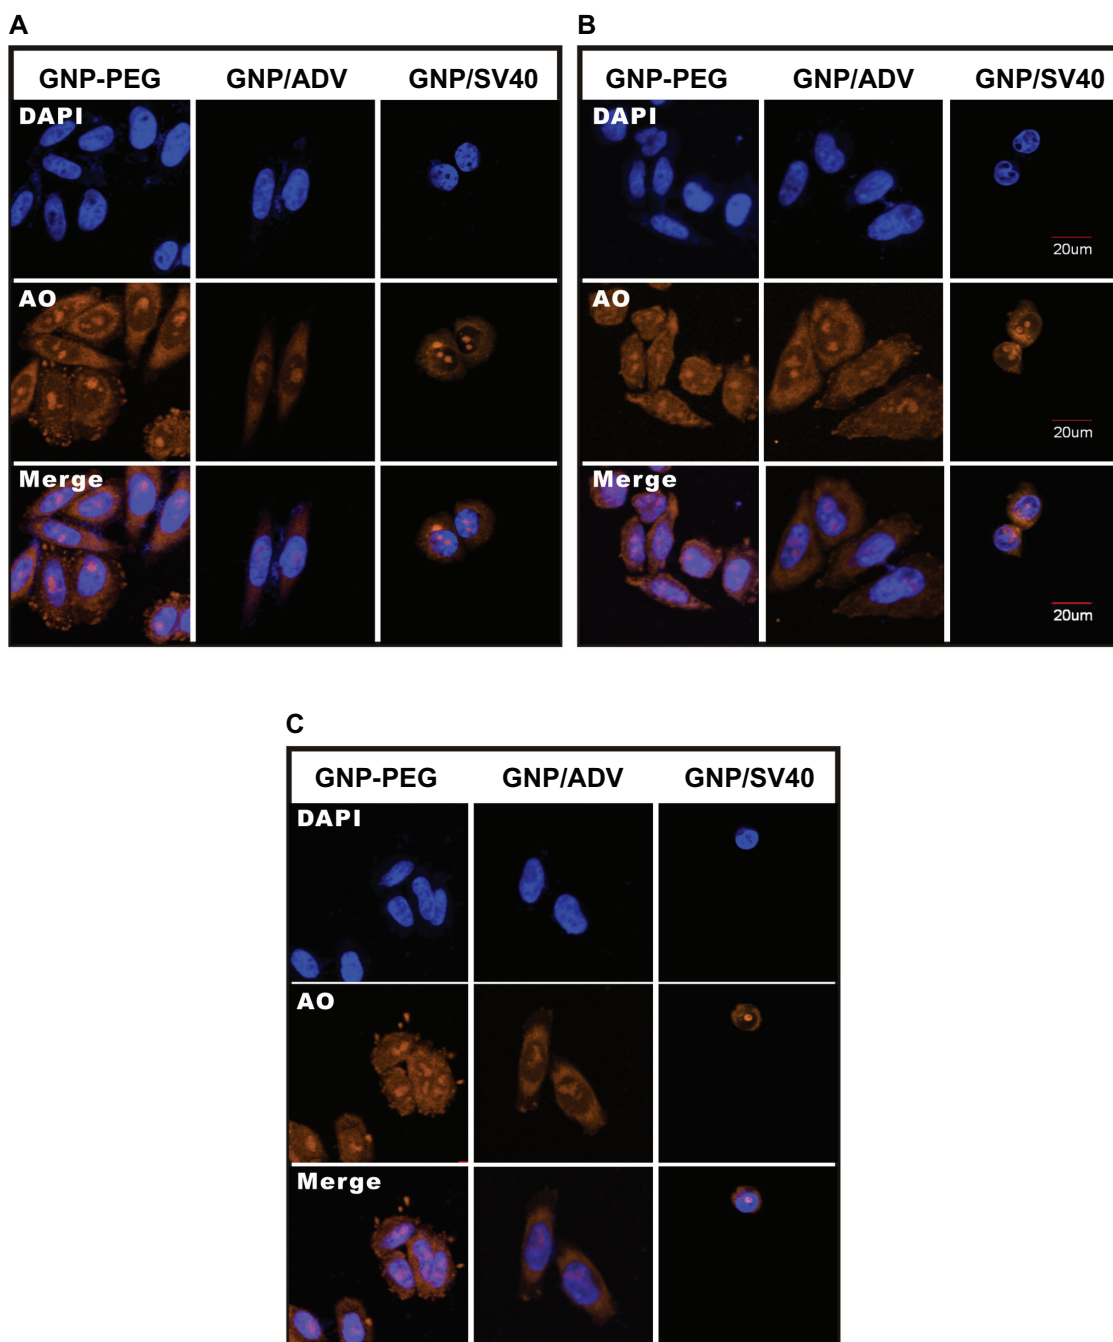 A
GNP-PEG GNP/ADV GNP/SV40
DAPI
AO
Merge
B
GNP-PEG GNP/ADV GNP/SV40
DAPI
20um
AO
20um
Merge
20um
C
GNP-PEG GNP/ADV GNP/SV40
DAPI
AO
Merge